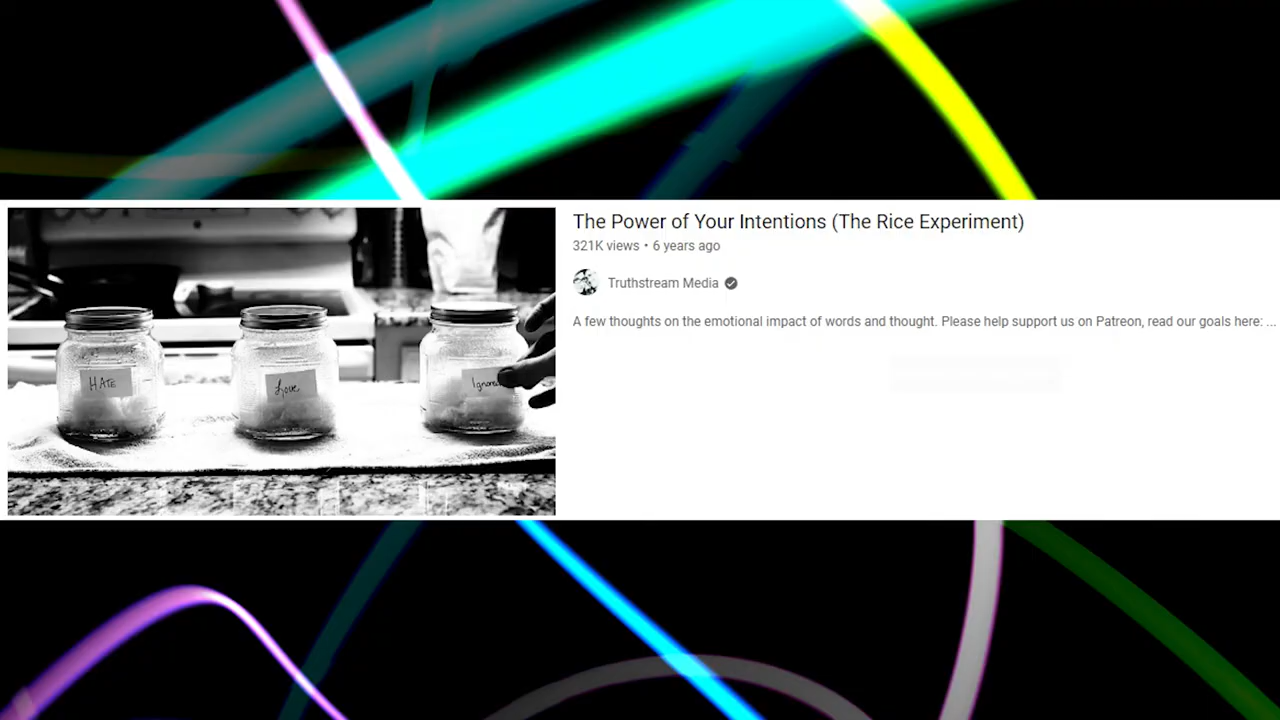 The Power of Your Intentions (The Rice Experiment)
321K views • 6 years ago
Truthstream Media
A few thoughts on the emotional impact of words and thought. Please help support us on Patreon, read our goals here: ...
HATE
Love